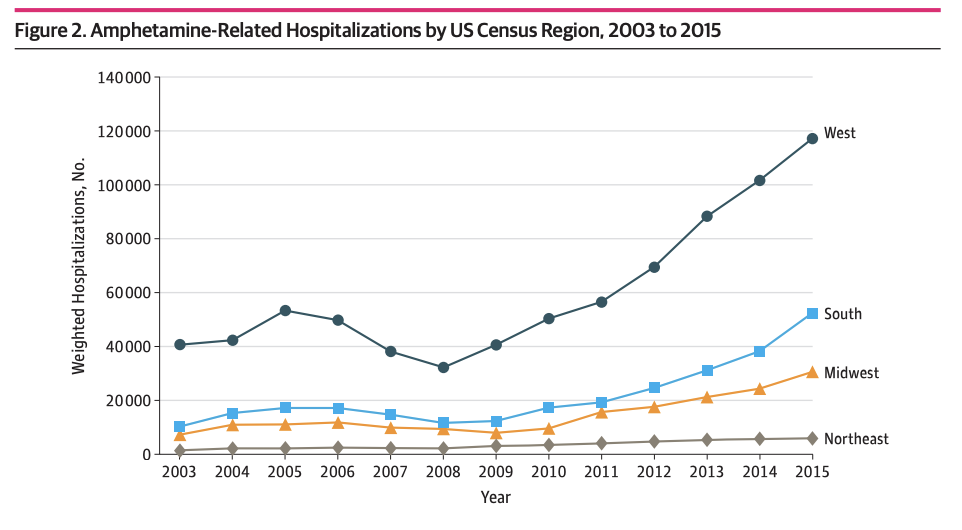 Figure 2. Amphetamine-Related Hospitalizations by US Census Region, 2003 to 2015
140 000
120 000
100 000
80 000
60 000
40 000
20 000
0
Weighted Hospitalizations, No.
West
South
Midwest
Northeast
2003 2004 2005 2006 2007 2008 2009 2010 2011 2012 2013 2014 2015
Year